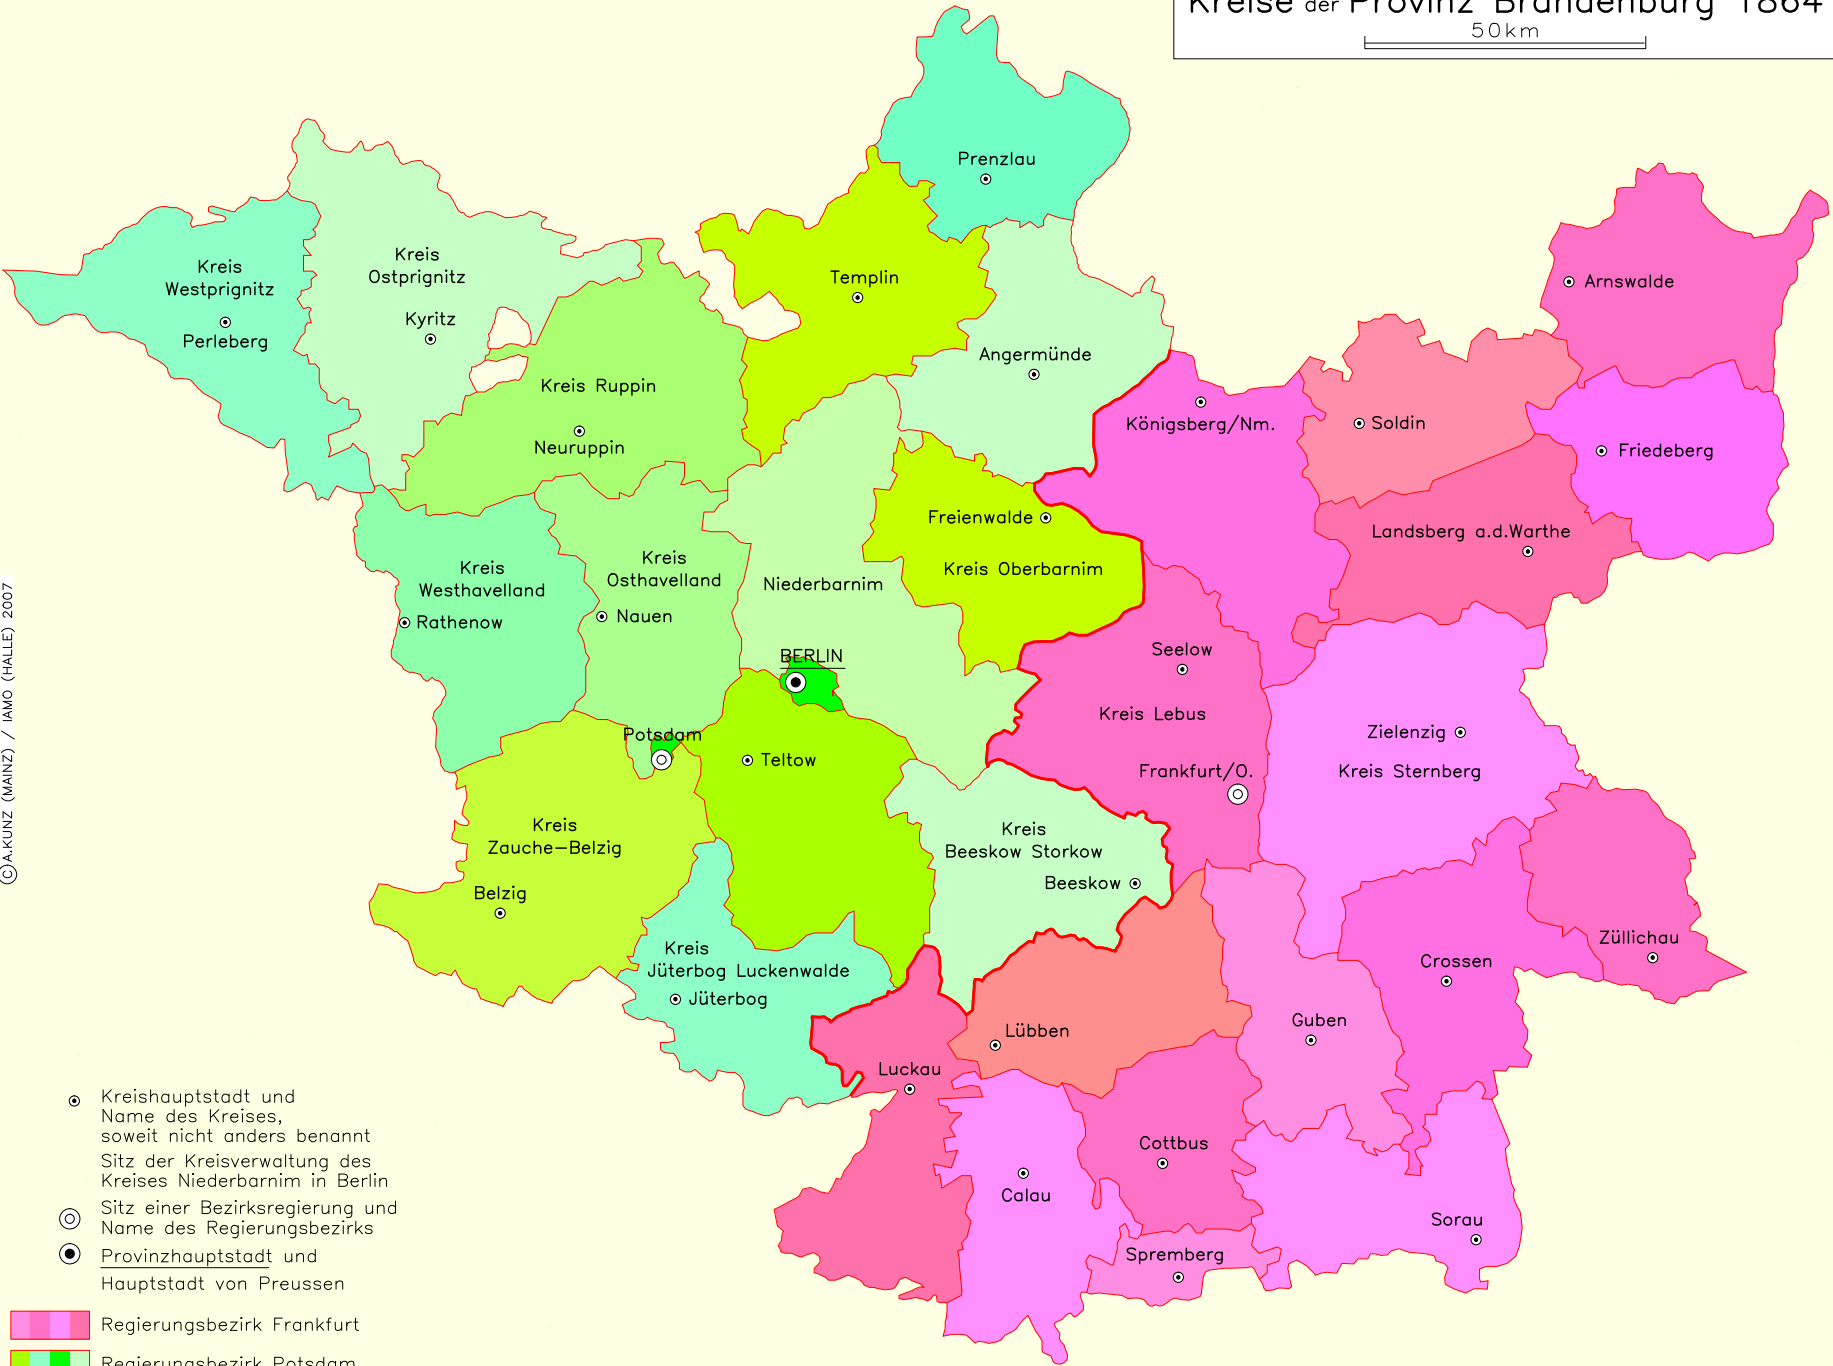 Kreise der Provinz Brandenburg 1864
50km
Prenzlau
Kreis
Ostprignitz
Kreis
Westprignitz
Templin
Arnswalde
Kyritz
Perleberg
Angermünde
Kreis Ruppin
Königsberg/Nm.
Soldin
Neuruppin
Friedeberg
Freienwalde
Landsberg a.d.Warthe
Kreis
Osthavelland
Kreis
Westhavelland
Kreis Oberbarnim
Niederbarnim
Rathenow
Nauen
BERLIN
Seelow
Kreis Lebus
Potsdam
Zielenzig
Teltow
Frankfurt/O.
Kreis Sternberg
Kreis
Zauche-Belzig
Kreis
Beeskow Storkow
Beeskow
Belzig
Kreis
Jüterbog Luckenwalde
Jüterbog
Züllichau
Crossen
Guben
Lübben
Luckau
Cottbus
Calau
Sorau
Spremberg
©A.KUNZ (MAINZ) / IAMO (HALLE) 2007
Kreishauptstadt und
Name des Kreises,
soweit nicht anders benannt
Sitz der Kreisverwaltung des
Kreises Niederbarnim in Berlin
Sitz einer Bezirksregierung und
Name des Regierungsbezirks
Provinzhauptstadt und
Hauptstadt von Preussen
Regierungsbezirk Frankfurt
Regierungsbezirk Potsdam